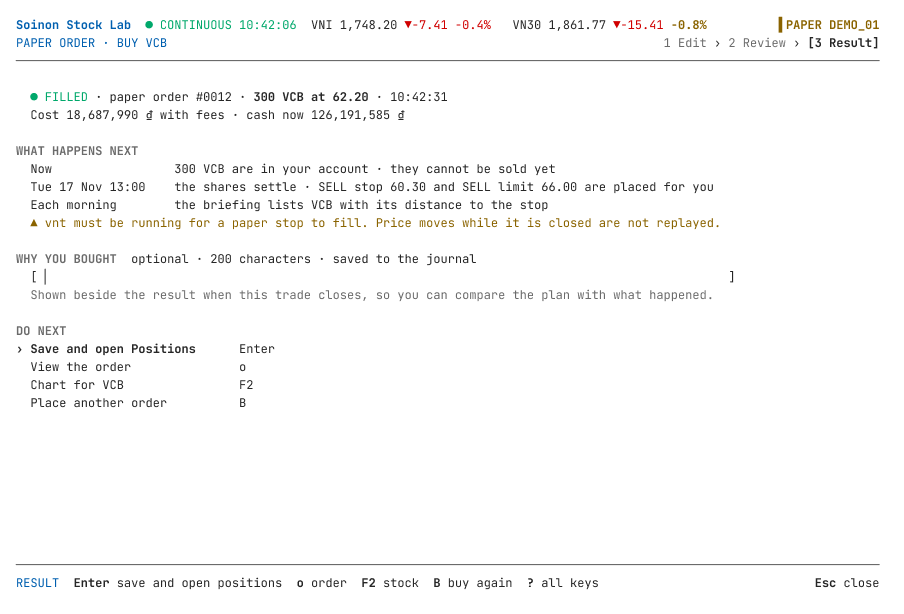 Soinon Stock Lab ● CONTINUOUS 10:42:06 VNI 1,748.20 ▼-7.41 -0.4% VN30 1,861.77 ▼-15.41 -0.8% PAPER DEMO_01
PAPER ORDER · BUY VCB 1 Edit › 2 Review › [3 Result]
● FILLED · paper order #0012 · 300 VCB at 62.20 · 10:42:31
Cost 18,687,990 ₫ with fees · cash now 126,191,585 ₫
WHAT HAPPENS NEXT
Now 300 VCB are in your account · they cannot be sold yet
Tue 17 Nov 13:00 the shares settle · SELL stop 60.30 and SELL limit 66.00 are placed for you
Each morning the briefing lists VCB with its distance to the stop
▲ vnt must be running for a paper stop to fill. Price moves while it is closed are not replayed.
WHY YOU BOUGHT optional · 200 characters · saved to the journal
[ ]
Shown beside the result when this trade closes, so you can compare the plan with what happened.
DO NEXT
› Save and open Positions Enter
View the order o
Chart for VCB F2
Place another order B
RESULT Enter save and open positions o order F2 stock B buy again ? all keys Esc close